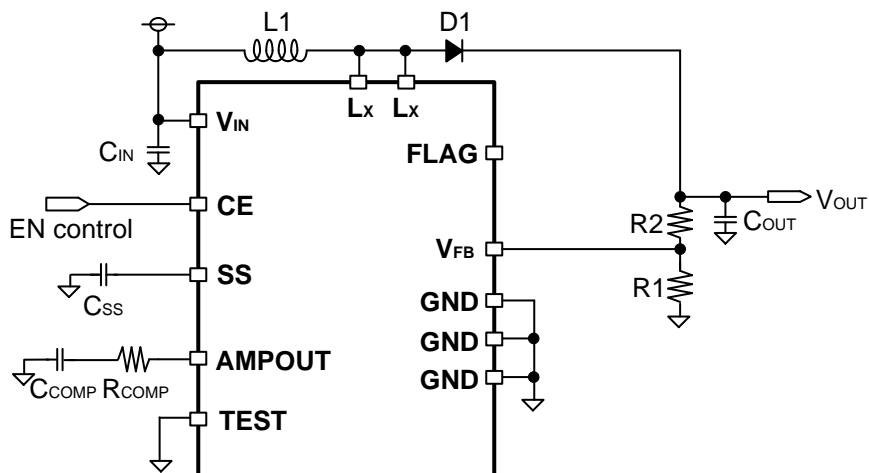 L1
D1
LX
LX
VIN
CIN
FLAG
CE
EN control
VOUT
R2
COUT
VFB
SS
CSS
R1
GND
GND
AMPOUT
CCOMP RCOMP
GND
TEST